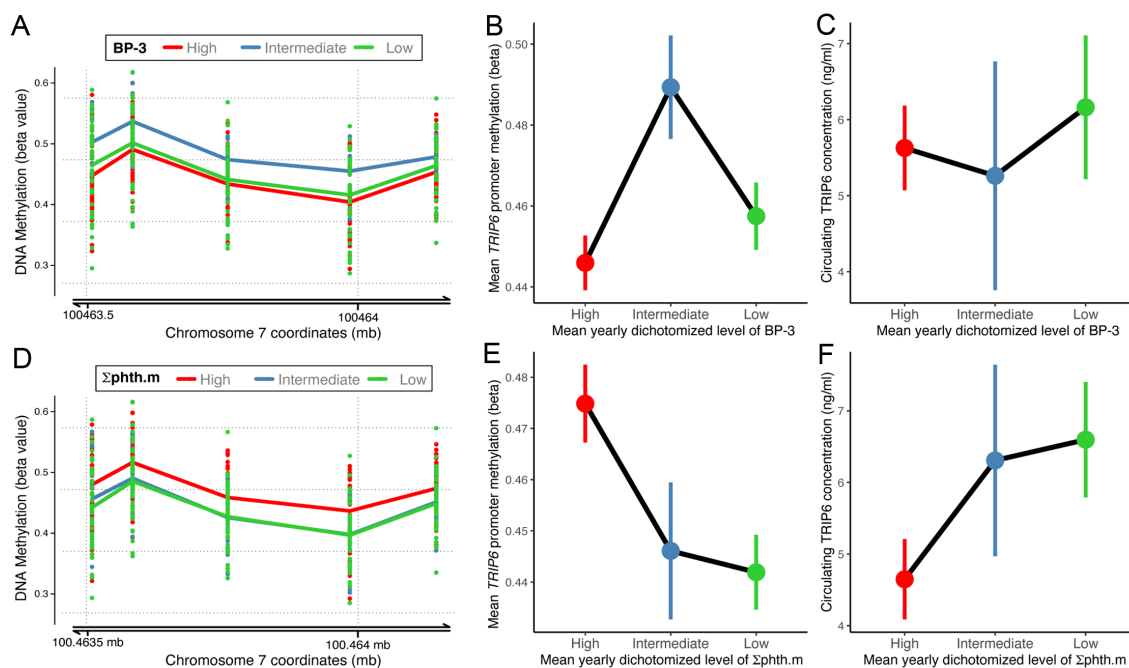 A
BP-3 High Intermediate Low
DNA Methylation (beta value)
0.6
0.5
0.4
0.3
100463.5 100464
Chromosome 7 coordinates (mb)
B
Mean TRIP6 promoter methylation (beta)
0.50
0.48
0.46
0.44
High Intermediate Low
Mean yearly dichotomized level of BP-3
C
Circulating TRIP6 concentration (ng/ml)
7
6
5
4
High Intermediate Low
Mean yearly dichotomized level of BP-3
D
Σphth.m High Intermediate Low
DNA Methylation (beta value)
0.6
0.5
0.4
0.3
100.4635 mb 100.464 mb
Chromosome 7 coordinates (mb)
E
Mean TRIP6 promoter methylation (beta)
0.48
0.47
0.46
0.45
0.44
High Intermediate Low
Mean yearly dichotomized level of Σphth.m
F
Circulating TRIP6 concentration (ng/ml)
7
6
5
4
High Intermediate Low
Mean yearly dichotomized level of Σphth.m